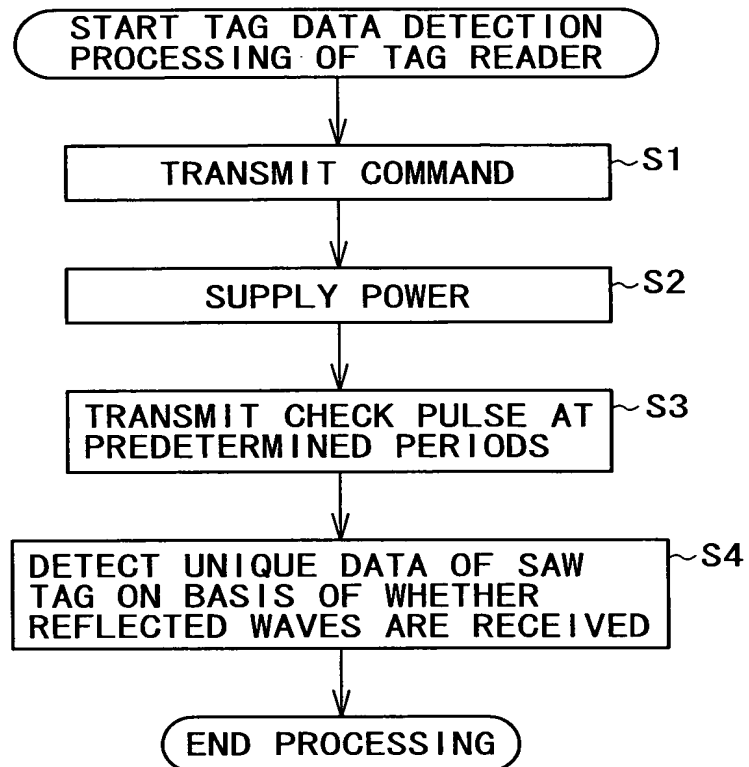 START TAG DATA DETECTION
PROCESSING OF TAG READER
TRANSMIT COMMAND
S1
SUPPLY POWER
S2
TRANSMIT CHECK PULSE AT
PREDETERMINED PERIODS
S3
DETECT UNIQUE DATA OF SAW
TAG ON BASIS OF WHETHER
REFLECTED WAVES ARE RECEIVED
S4
END PROCESSING